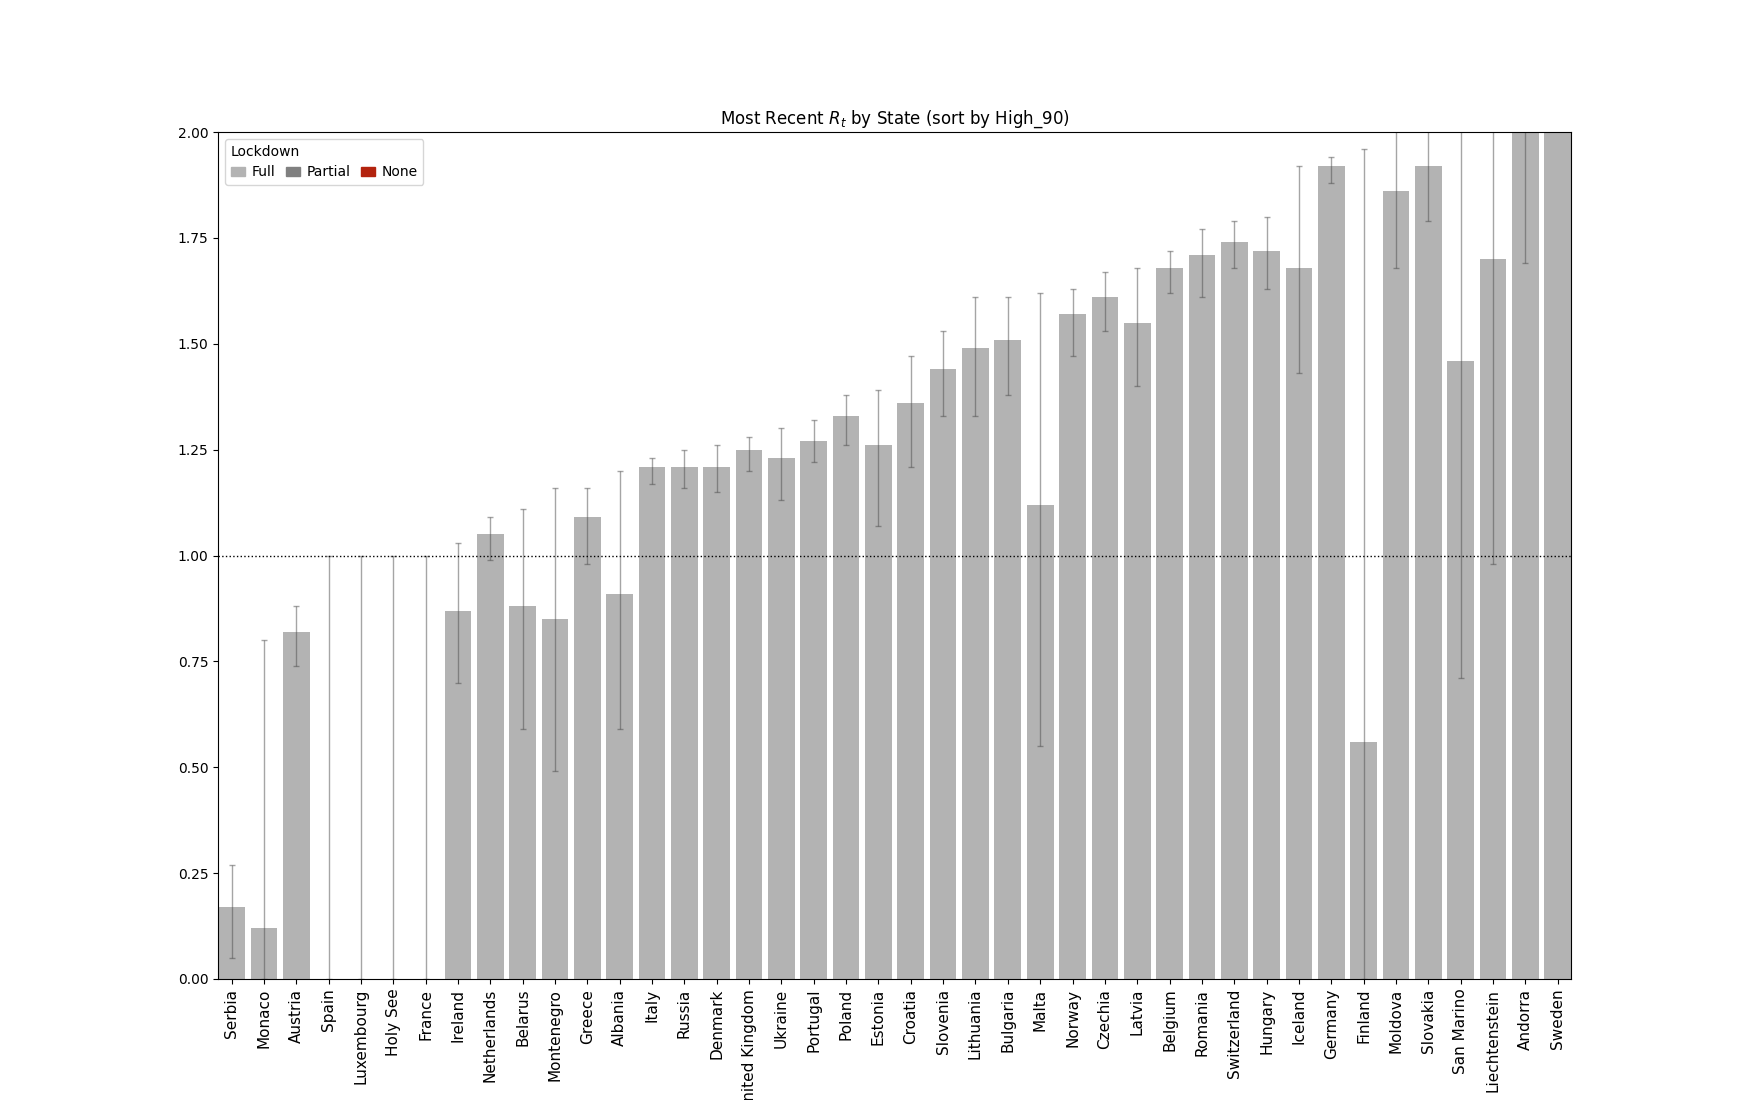 Most Recent R_t by State (sort by High_90)
Lockdown
Full Partial None
2.00
1.75
1.50
1.25
1.00
0.75
0.50
0.25
0.00
Serbia
Monaco
Austria
Spain
Luxembourg
Holy See
France
Ireland
Netherlands
Belarus
Montenegro
Greece
Albania
Italy
Russia
Denmark
nited Kingdom
Ukraine
Portugal
Poland
Estonia
Croatia
Slovenia
Lithuania
Bulgaria
Malta
Norway
Czechia
Latvia
Belgium
Romania
Switzerland
Hungary
Iceland
Germany
Finland
Moldova
Slovakia
San Marino
Liechtenstein
Andorra
Sweden